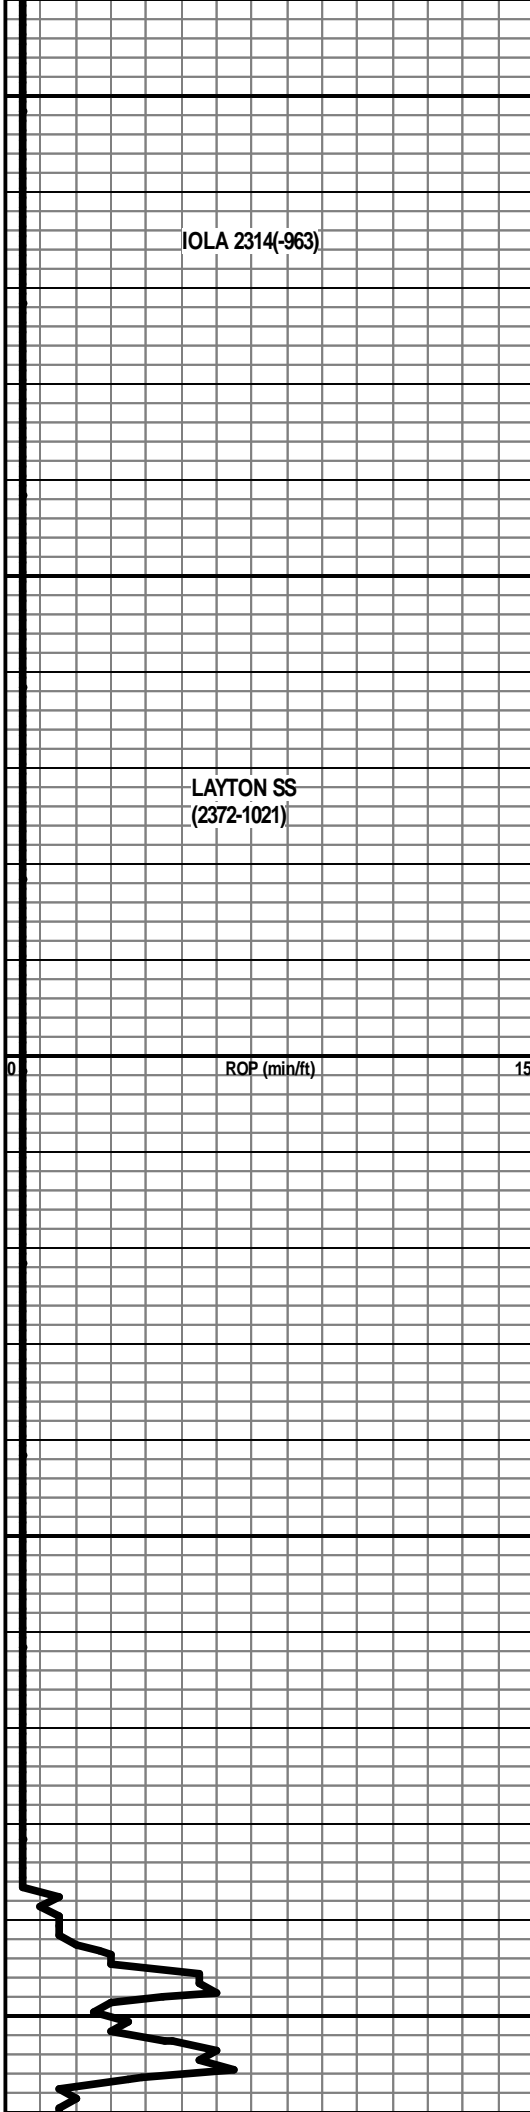 IOLA 2314(-963)
LAYTON SS
(2372-1021)
0 ROP (min/ft) 15